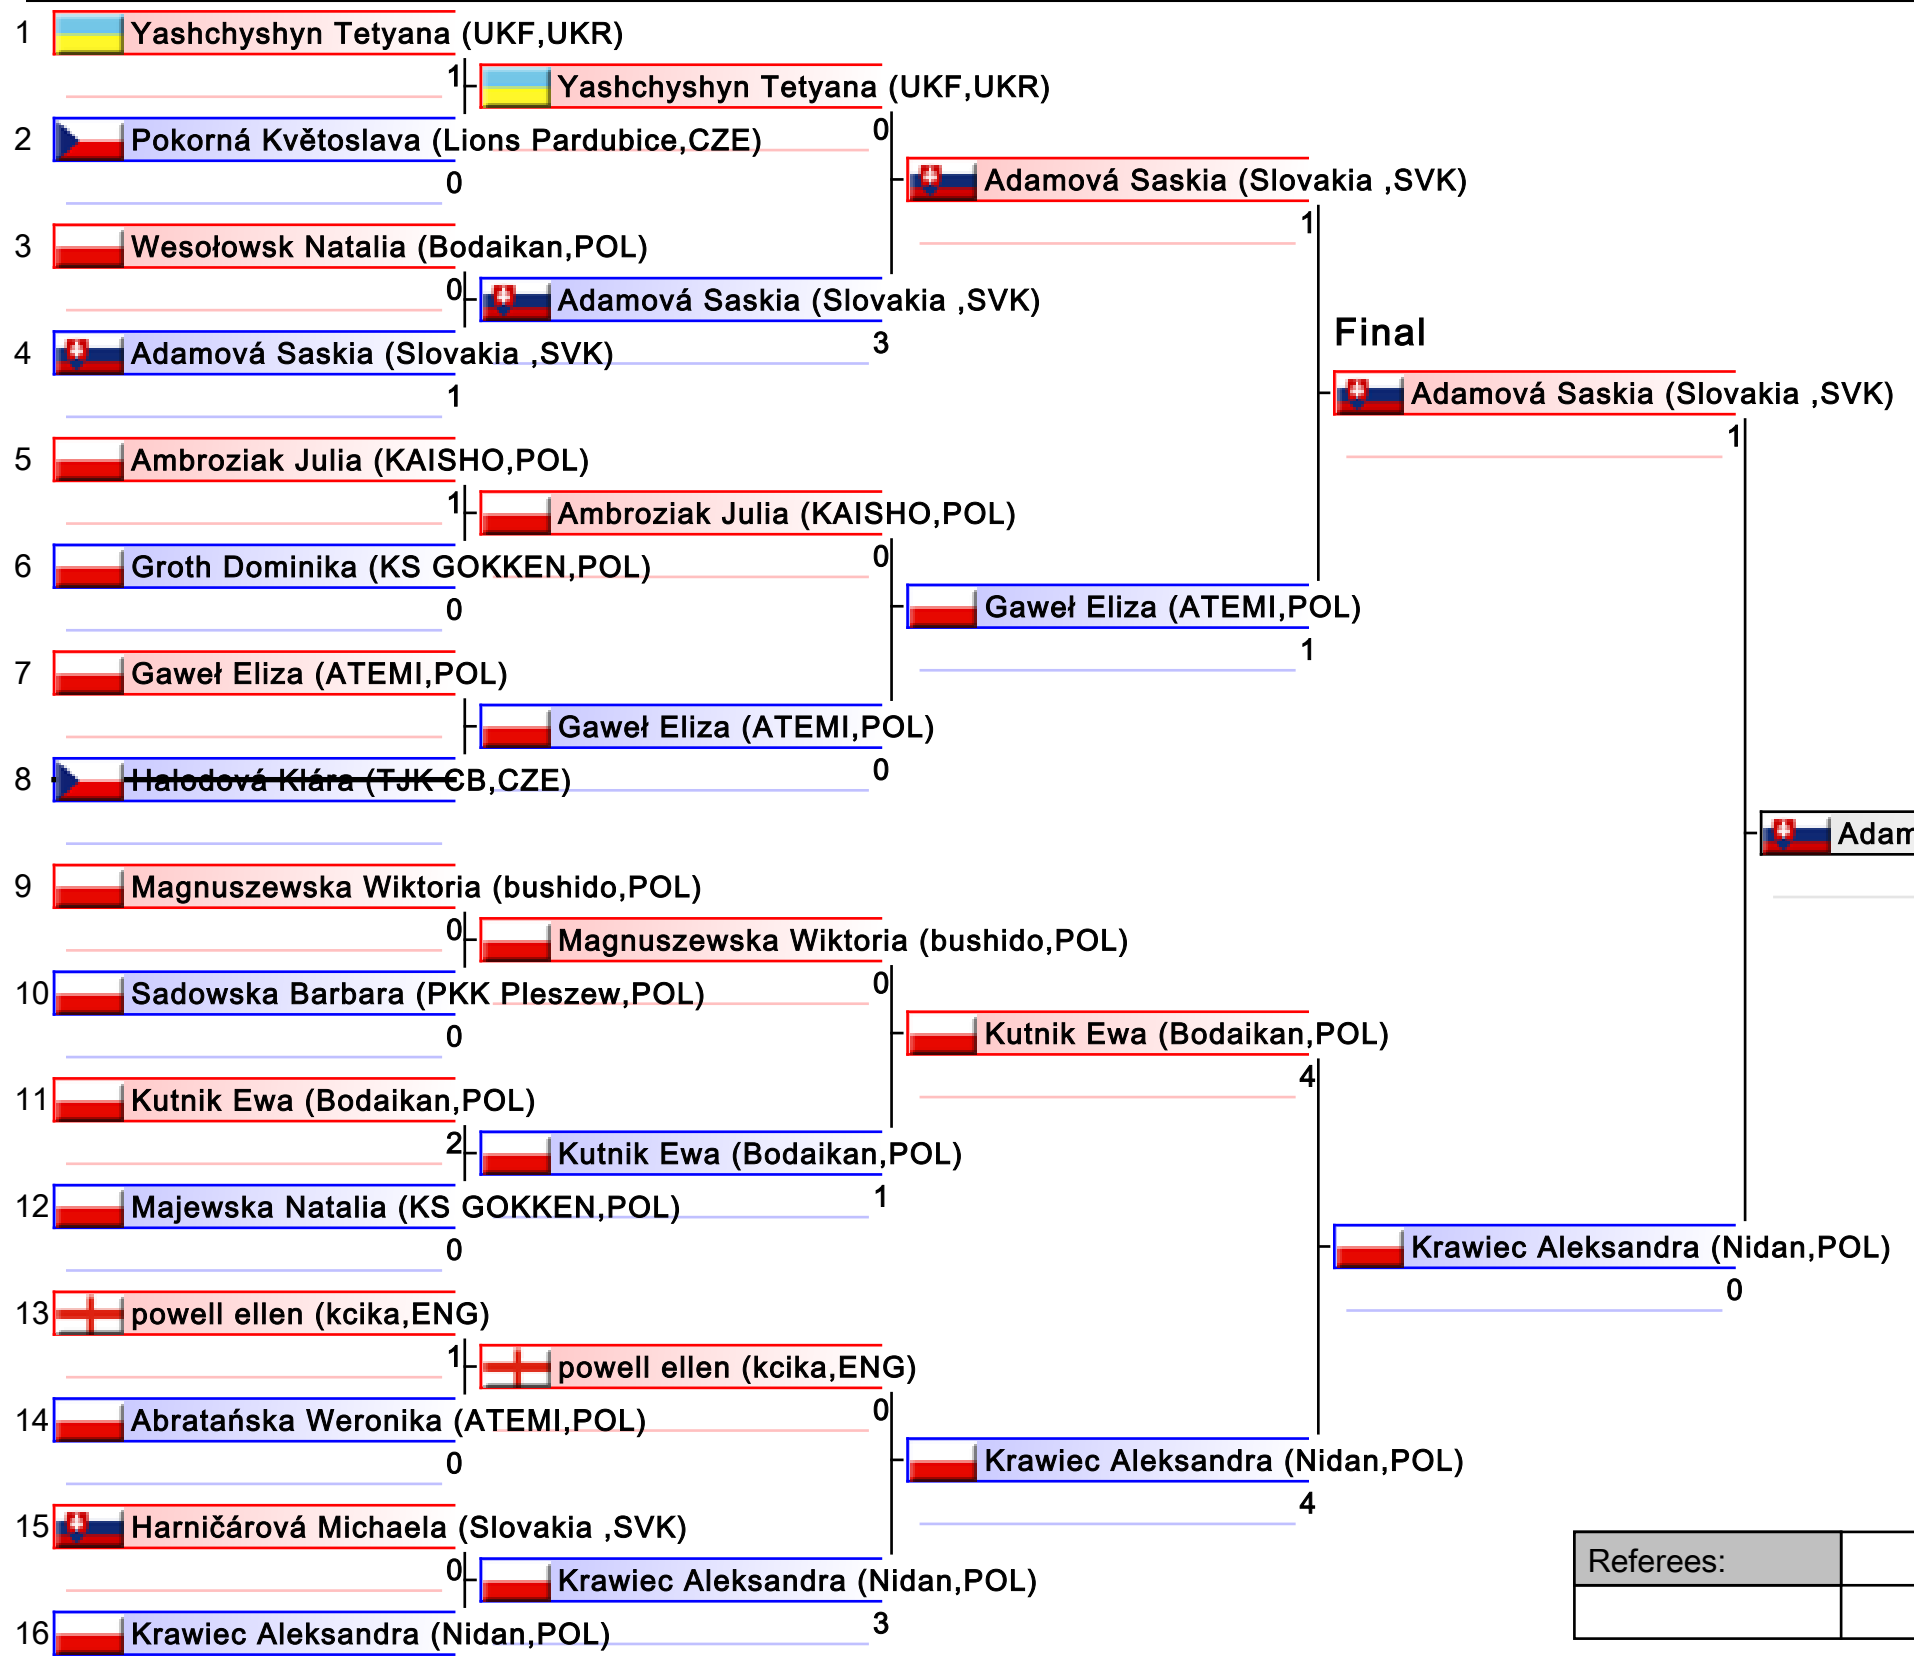 1 Yashchyshyn Tetyana (UKF,UKR)
1 Yashchyshyn Tetyana (UKF,UKR)
2 Pokorná Květoslava (Lions Pardubice,CZE)
0
0
Adamová Saskia (Slovakia ,SVK)
1
3 Wesołowsk Natalia (Bodaikan,POL)
0 Adamová Saskia (Slovakia ,SVK)
3
4 Adamová Saskia (Slovakia ,SVK)
1
Final
Adamová Saskia (Slovakia ,SVK)
1
5 Ambroziak Julia (KAISHO,POL)
1 Ambroziak Julia (KAISHO,POL)
0
6 Groth Dominika (KS GOKKEN,POL)
0
Gaweł Eliza (ATEMI,POL)
1
7 Gaweł Eliza (ATEMI,POL)
Gaweł Eliza (ATEMI,POL)
0
8 Halodová Klára (TJK CB,CZE)
Adam
9 Magnuszewska Wiktoria (bushido,POL)
0 Magnuszewska Wiktoria (bushido,POL)
0
10 Sadowska Barbara (PKK Pleszew,POL)
0
Kutnik Ewa (Bodaikan,POL)
4
11 Kutnik Ewa (Bodaikan,POL)
2 Kutnik Ewa (Bodaikan,POL)
1
12 Majewska Natalia (KS GOKKEN,POL)
0
Krawiec Aleksandra (Nidan,POL)
0
13 powell ellen (kcika,ENG)
1 powell ellen (kcika,ENG)
0
14 Abratańska Weronika (ATEMI,POL)
0
Krawiec Aleksandra (Nidan,POL)
4
15 Harničárová Michaela (Slovakia ,SVK)
0 Krawiec Aleksandra (Nidan,POL)
3
16 Krawiec Aleksandra (Nidan,POL)
Referees: